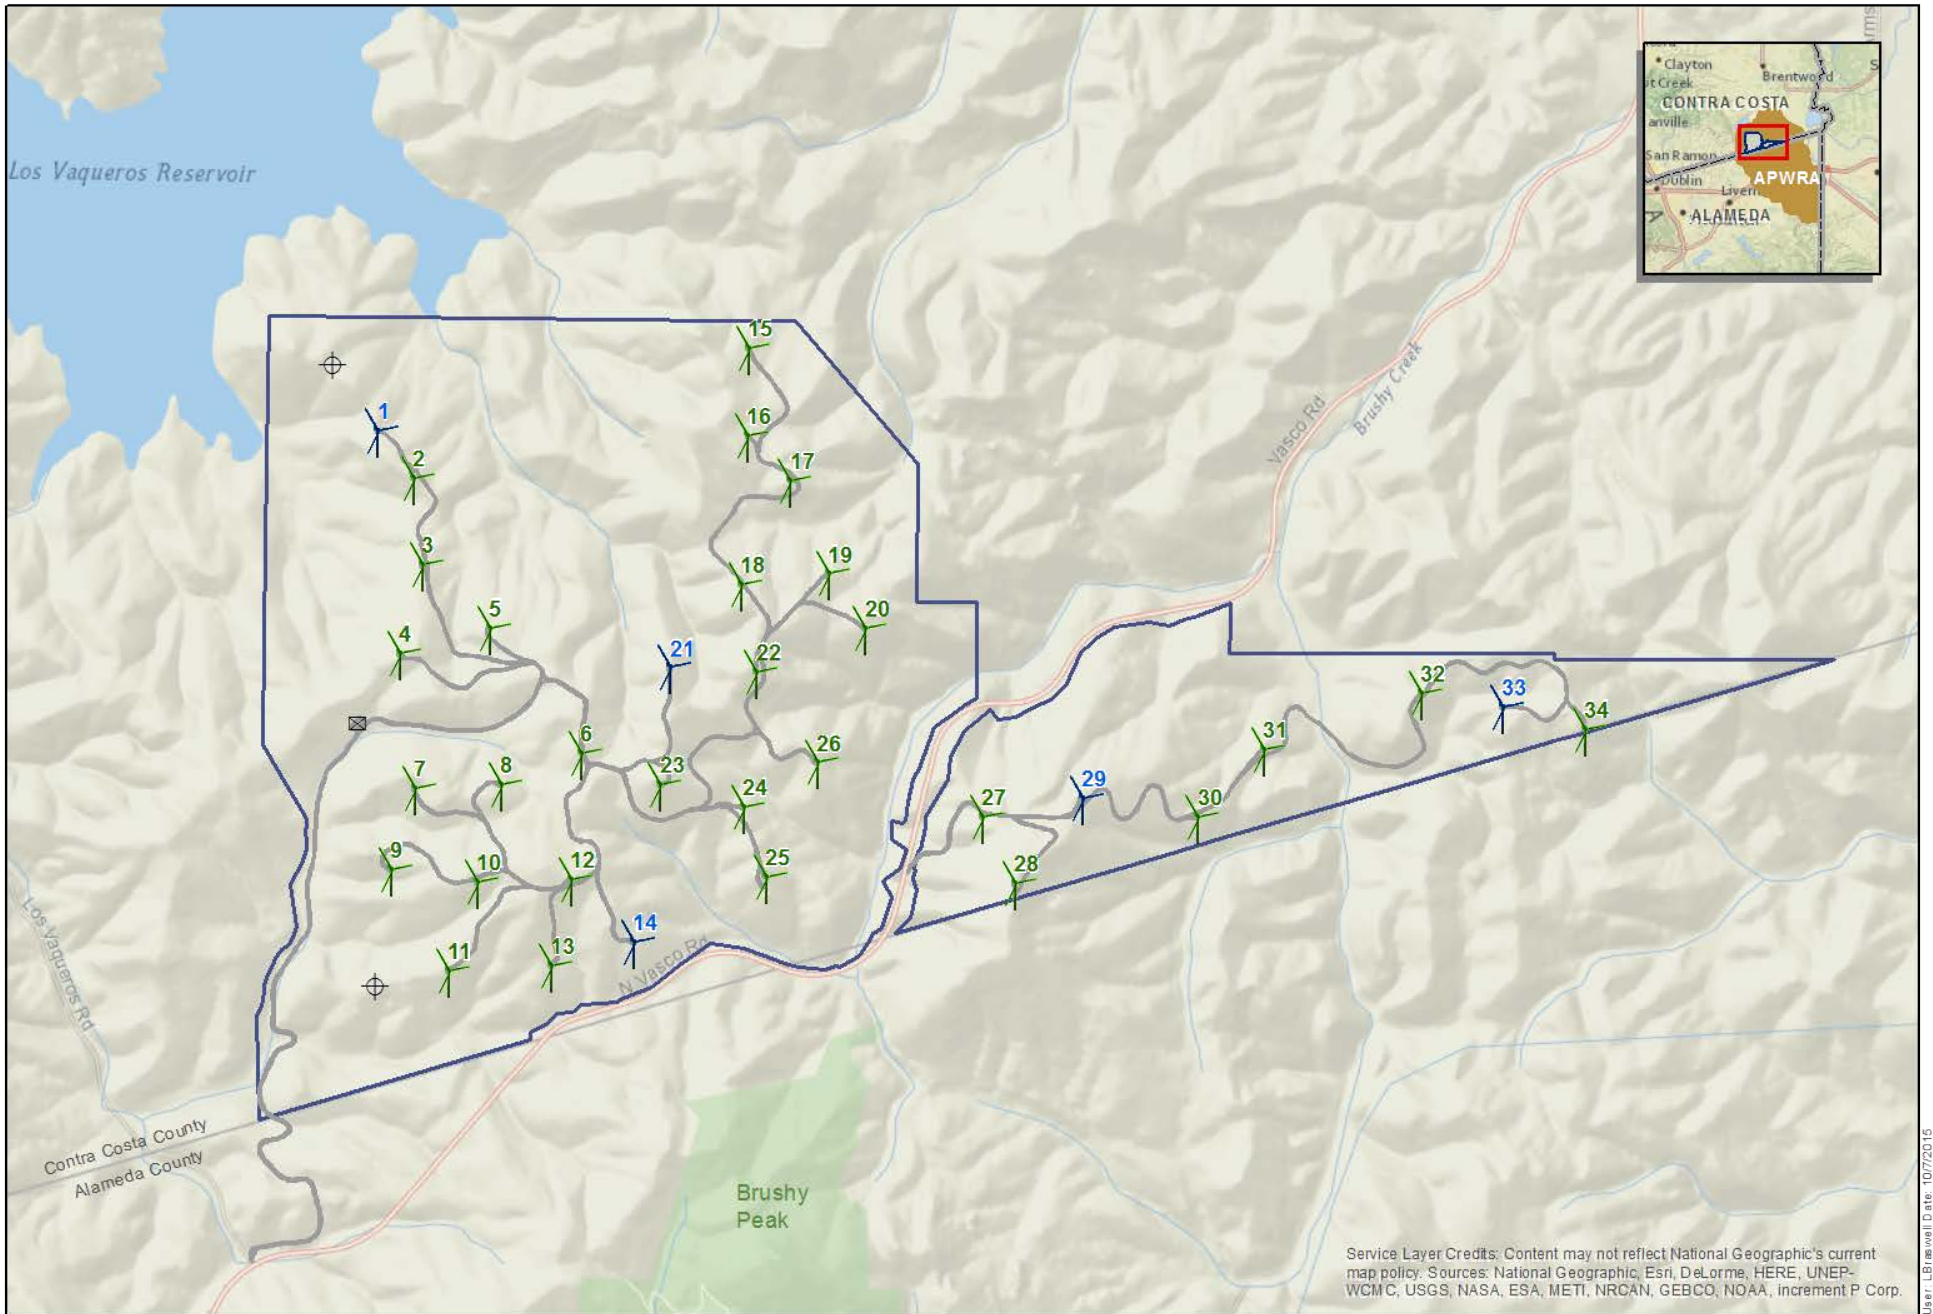 Clayton
Brentwood
CONTRA COSTA
anville
San Ramon
Dublin
APWRA
Liverm
ALAMEDA
Los Vaqueros Reservoir
15
1
16
2
17
3
18
19
5
20
4
21
22
Vasco Rd
Brushy Creek
32
33
34
6
31
26
7
8
23
24
29
27
30
9
10
12
25
28
14
11
13
N Vasco Rd
Los Vaqueros Rd
Contra Costa County
Alameda County
Brushy
Peak
Service Layer Credits: Content may not reflect National Geographic's current
map policy. Sources: National Geographic, Esri, DeLorme, HERE, UNEP-
WCMC, USGS, NASA, ESA, METI, NRCAN, GEBCO, NOAA, increment P Corp.
User: LBraswell Date: 10/7/2015